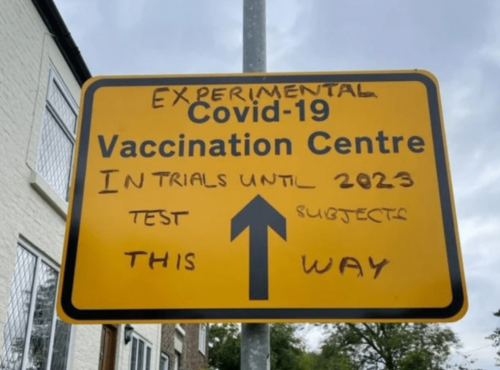 EXPERIMENTAL
Covid-19
Vaccination Centre
IN TRIALS UNTIL 2023
TEST SUBJECTS
THIS WAY